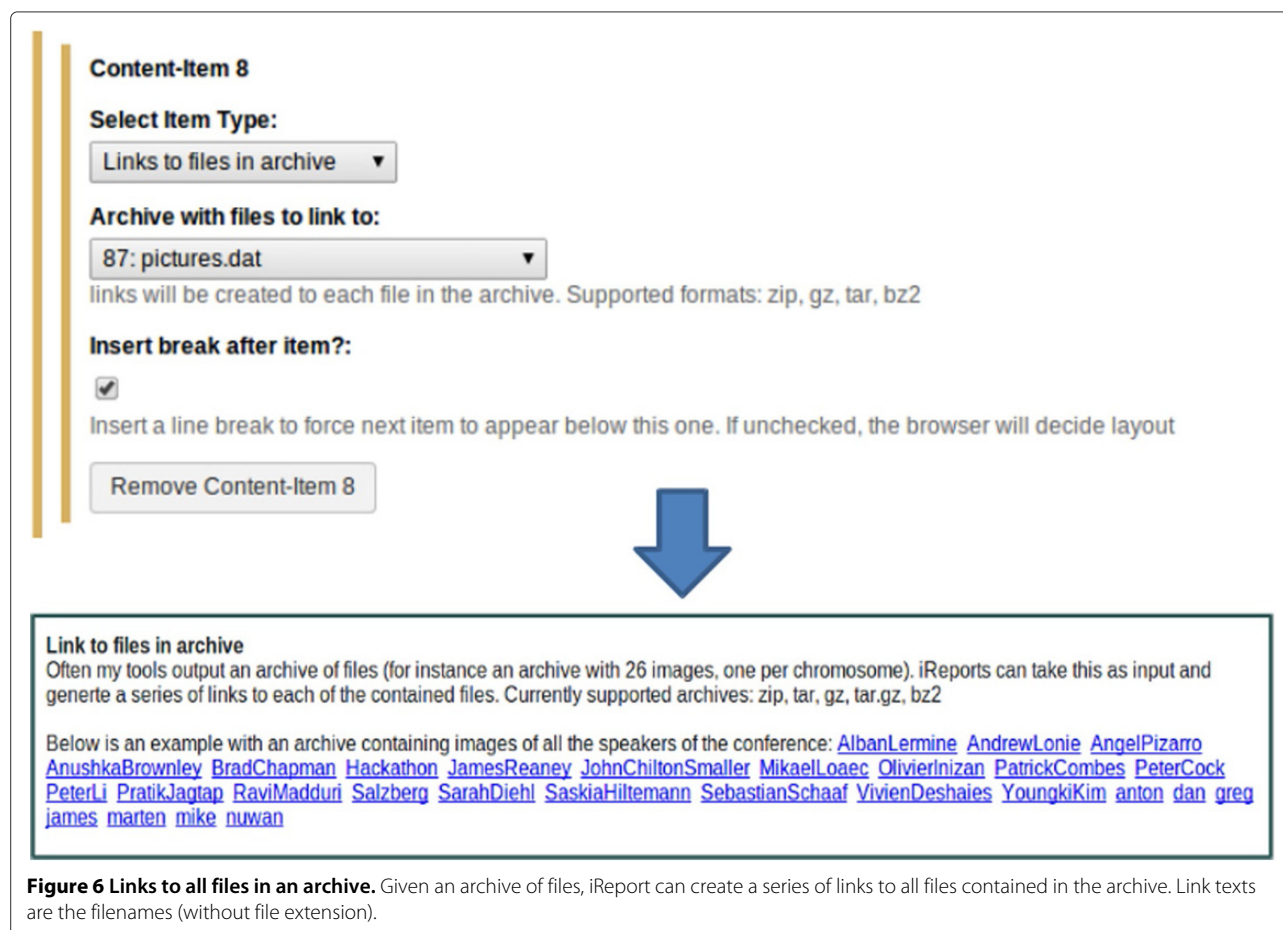 Content-Item 8
Select Item Type:
Links to files in archive
Archive with files to link to:
87: pictures.dat
links will be created to each file in the archive. Supported formats: zip, gz, tar, bz2
Insert break after item?:
Insert a line break to force next item to appear below this one. If unchecked, the browser will decide layout
Remove Content-Item 8
Link to files in archive
Often my tools output an archive of files (for instance an archive with 26 images, one per chromosome). iReports can take this as input and
generte a series of links to each of the contained files. Currently supported archives: zip, tar, gz, tar.gz, bz2
Below is an example with an archive containing images of all the speakers of the conference: AlbanLermine AndrewLonie AngelPizarro
AnushkaBrownley BradChapman Hackathon JamesReaney JohnChiltonSmaller MikaelLoaec OlivierInizan PatrickCombes PeterCock
PeterLi PratikJagtap RaviMadduri Salzberg SarahDiehl SaskiaHiltemann SebastianSchaaf VivienDeshaies YoungkiKim anton dan greg
james marten mike nuwan
Figure 6 Links to all files in an archive. Given an archive of files, iReport can create a series of links to all files contained in the archive. Link texts
are the filenames (without file extension).